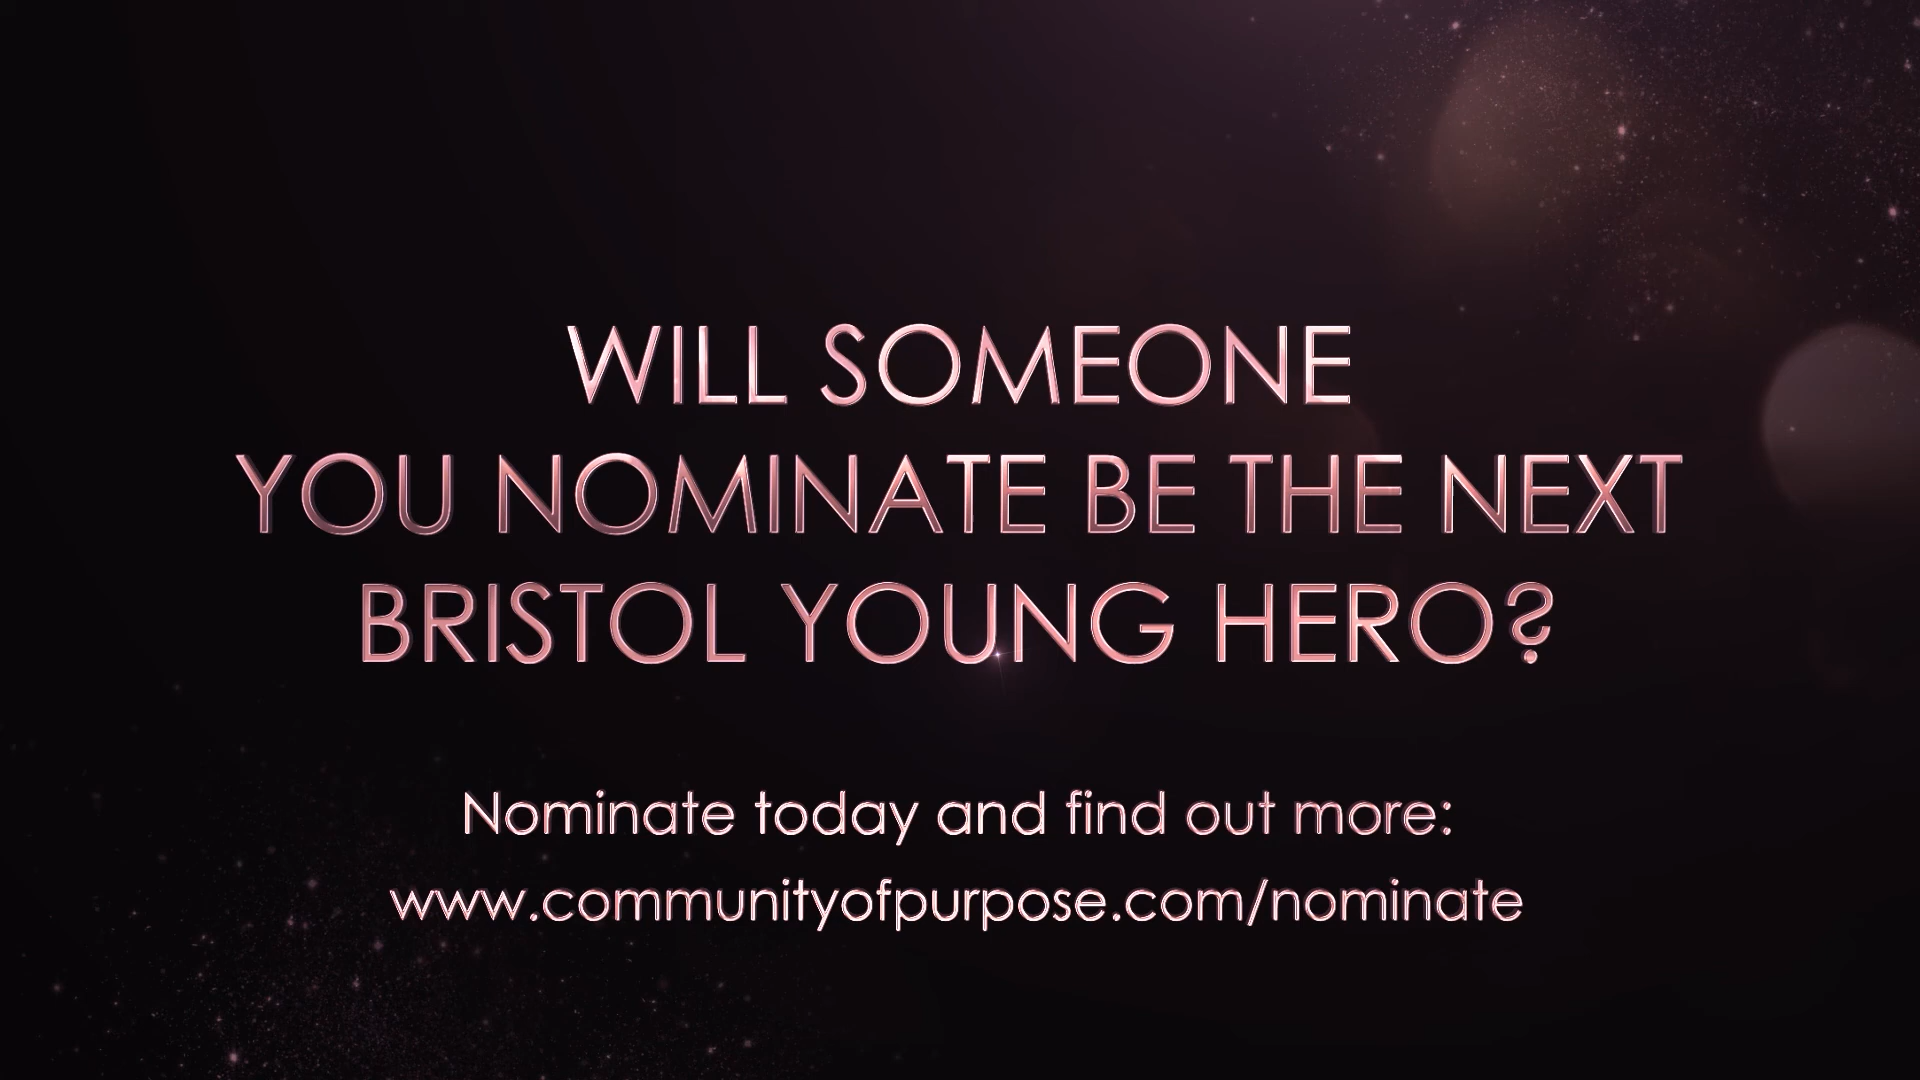 WILL SOMEONE
YOU NOMINATE BE THE NEXT
BRISTOL YOUNG HERO?
Nominate today and find out more:
www.communityofpurpose.com/nominate